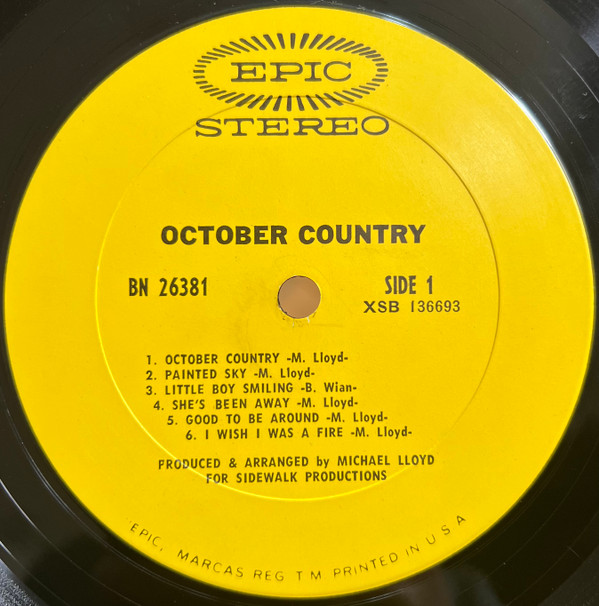 EPIC
STEREO
OCTOBER COUNTRY
BN 26381
SIDE 1
XSB 136693
1. OCTOBER COUNTRY -M. Lloyd-
2. PAINTED SKY -M. Lloyd-
3. LITTLE BOY SMILING -B. Wian-
4. SHE'S BEEN AWAY -M. Lloyd-
5. GOOD TO BE AROUND -M. Lloyd-
6. I WISH I WAS A FIRE -M. Lloyd-
PRODUCED & ARRANGED by MICHAEL LLOYD
FOR SIDEWALK PRODUCTIONS
EPIC, MARCAS REG T M PRINTED IN U S A